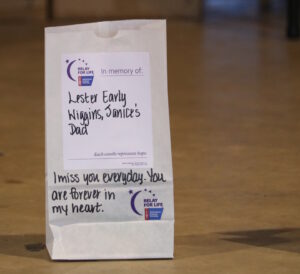 RELAY
FOR LIFE
In memory of:
Lester Early
Wiggins, Janice's
Dad
I miss you everyday. You
are forever in
my heart.
RELAY
FOR LIFE